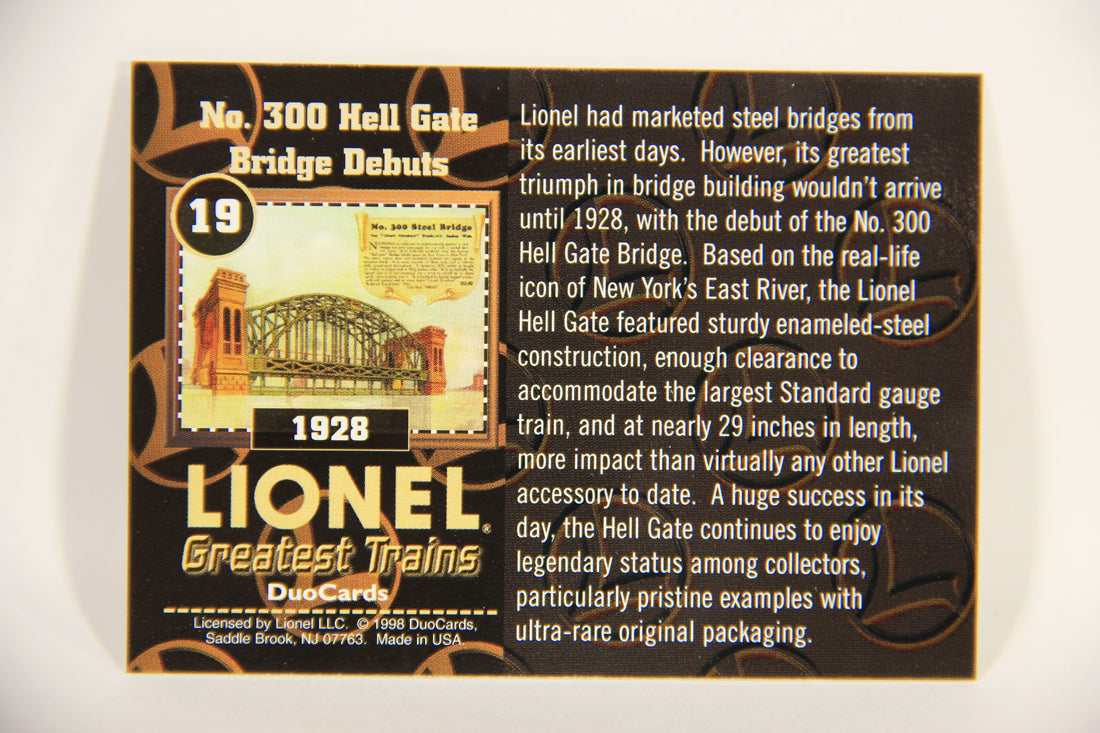 No. 300 Hell Gate
Bridge Debuts
19
No. 300 Steel Bridge
1928
LIONEL®
Greatest Trains
DuoCards
Licensed by Lionel LLC. © 1998 DuoCards,
Saddle Brook, NJ 07763. Made in USA.
Lionel had marketed steel bridges from
its earliest days. However, its greatest
triumph in bridge building wouldn't arrive
until 1928, with the debut of the No. 300
Hell Gate Bridge. Based on the real-life
icon of New York's East River, the Lionel
Hell Gate featured sturdy enameled-steel
construction, enough clearance to
accommodate the largest Standard gauge
train, and at nearly 29 inches in length,
more impact than virtually any other Lionel
accessory to date. A huge success in its
day, the Hell Gate continues to enjoy
legendary status among collectors,
particularly pristine examples with
ultra-rare original packaging.